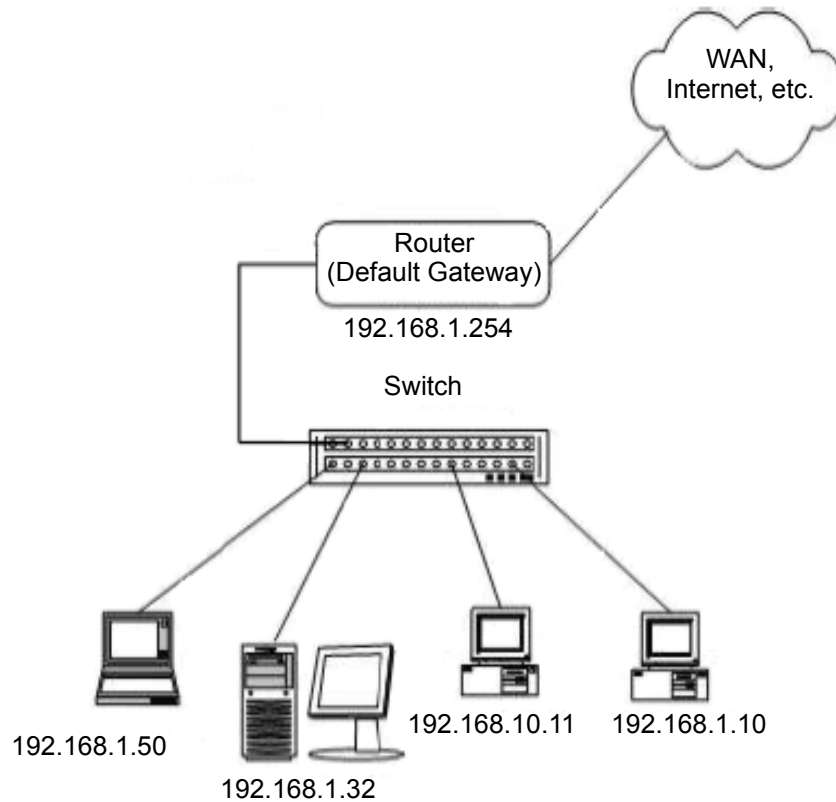 WAN,
Internet, etc.
Router
(Default Gateway)
192.168.1.254
Switch
192.168.1.50
192.168.1.32
192.168.10.11
192.168.1.10